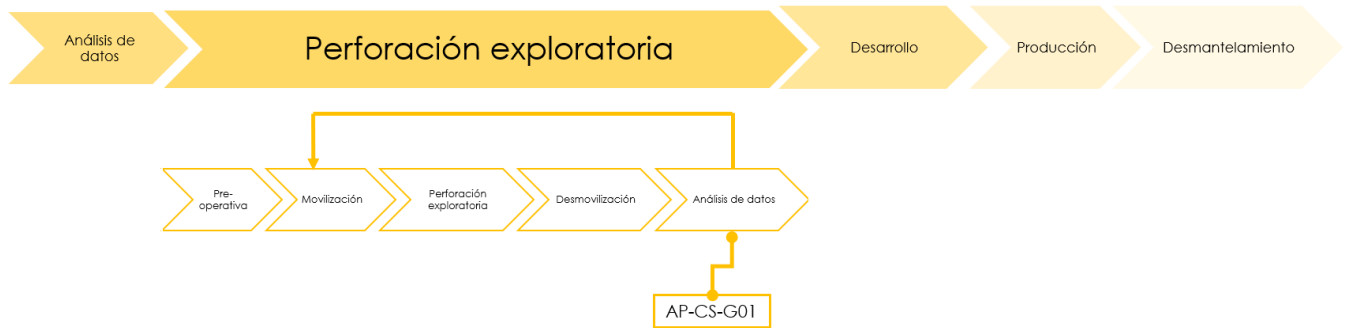 Análisis de
datos
Perforación exploratoria
Desarrollo
Producción
Desmantelamiento
Pre-
operativa
Movilización
Perforación
exploratoria
Desmovilización
Análisis de datos
AP-CS-G01